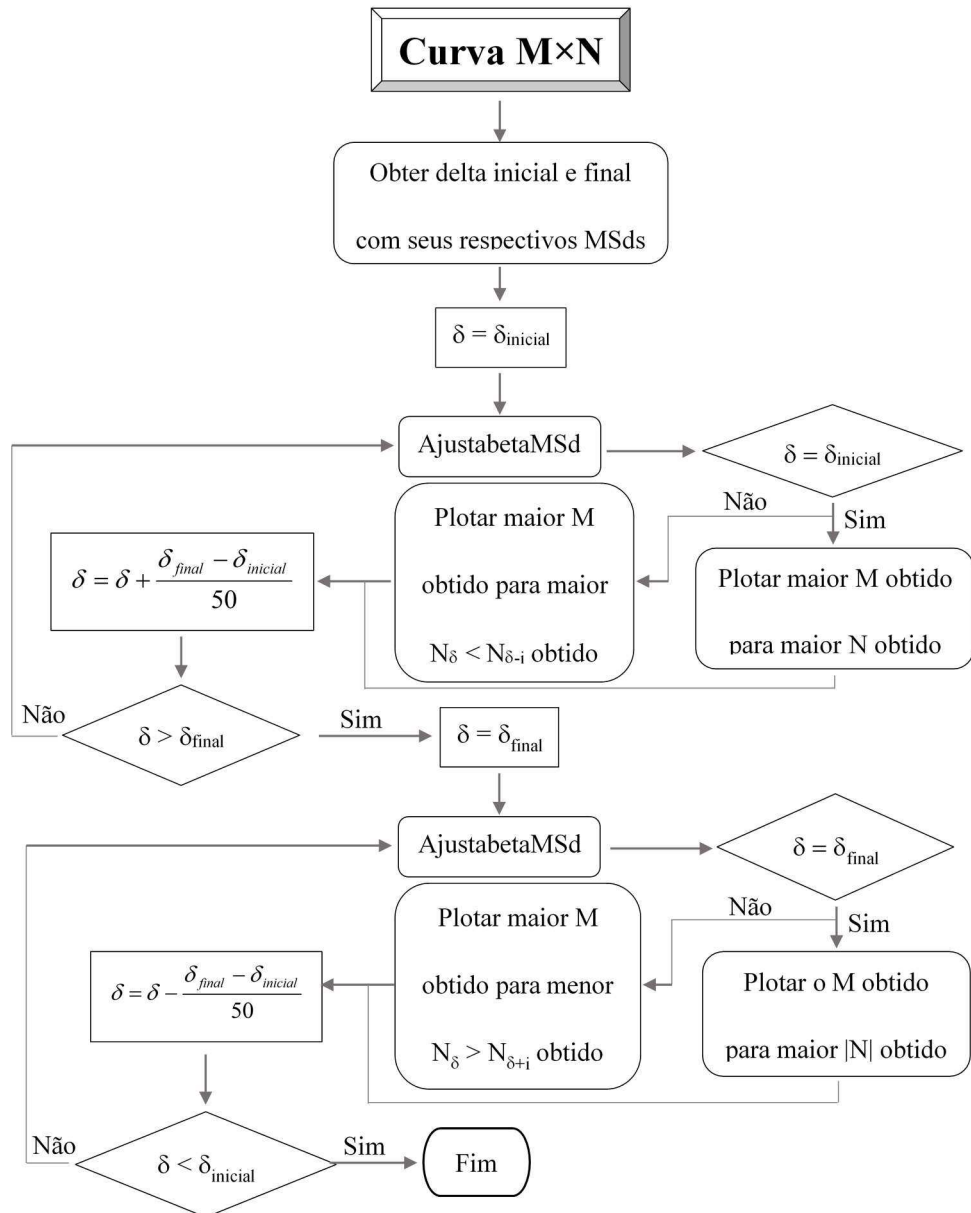 Curva M×N
Obter delta inicial e final
com seus respectivos MSds
δ = δinicial
AjustabetaMSd
δ = δinicial
Não
Sim
Plotar maior M
obtido para maior
Nδ < Nδ-i obtido
Plotar maior M obtido
para maior N obtido
δ = δ + (δfinal − δinicial)/50
Não
δ > δfinal
Sim
δ = δfinal
AjustabetaMSd
δ = δfinal
Não
Sim
Plotar maior M
obtido para menor
Nδ > Nδ+i obtido
Plotar o M obtido
para maior |N| obtido
δ = δ − (δfinal − δinicial)/50
Não
δ < δinicial
Sim
Fim